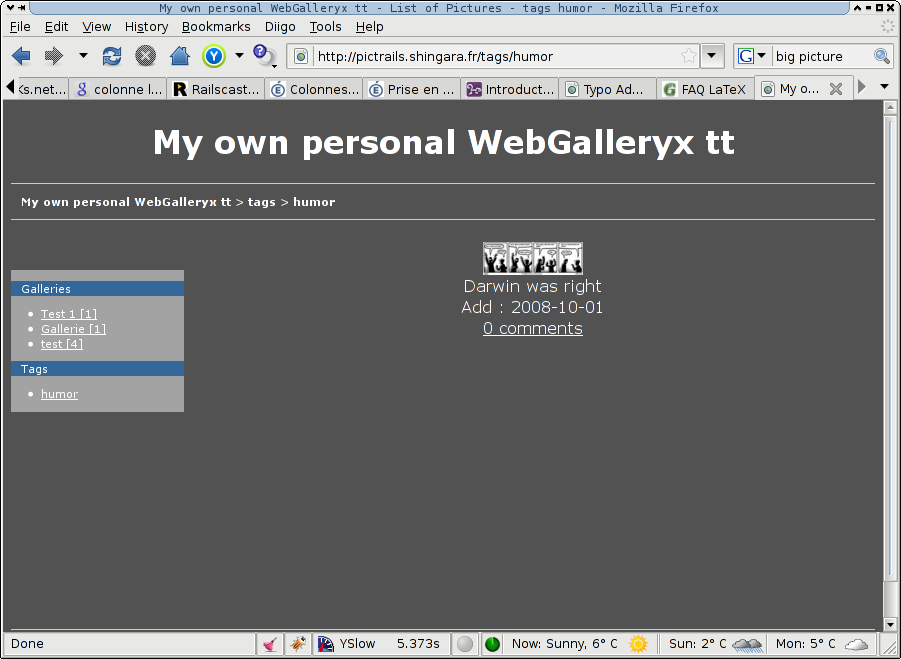 My own personal WebGalleryx tt - List of Pictures - tags humor - Mozilla Firefox
File Edit View History Bookmarks Diigo Tools Help
http://pictrails.shingara.fr/tags/humor
big picture
ks.net... colonne l... Railscast... Colonnes... Prise en ... Introduct... Typo Ad... FAQ LaTeX My o...
My own personal WebGalleryx tt
My own personal WebGalleryx tt > tags > humor
Galleries
Test 1 [1]
Gallerie [1]
test [4]
Tags
humor
Darwin was right
Add : 2008-10-01
0 comments
Done YSlow 5.373s Now: Sunny, 6° C Sun: 2° C Mon: 5° C